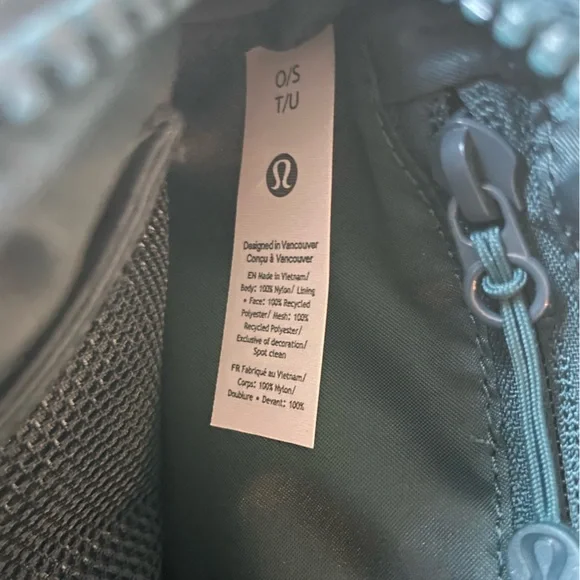 O/S
T/U
Designed in Vancouver
Conçu à Vancouver
EN Made in Vietnam/
Body: 100% Nylon/ Lining
• Face: 100% Recycled
Polyester/ Mesh: 100%
Recycled Polyester/
Exclusive of decoration/
Spot clean
FR Fabriqué au Vietnam/
Corps: 100% Nylon/
Doublure • Devant: 100%